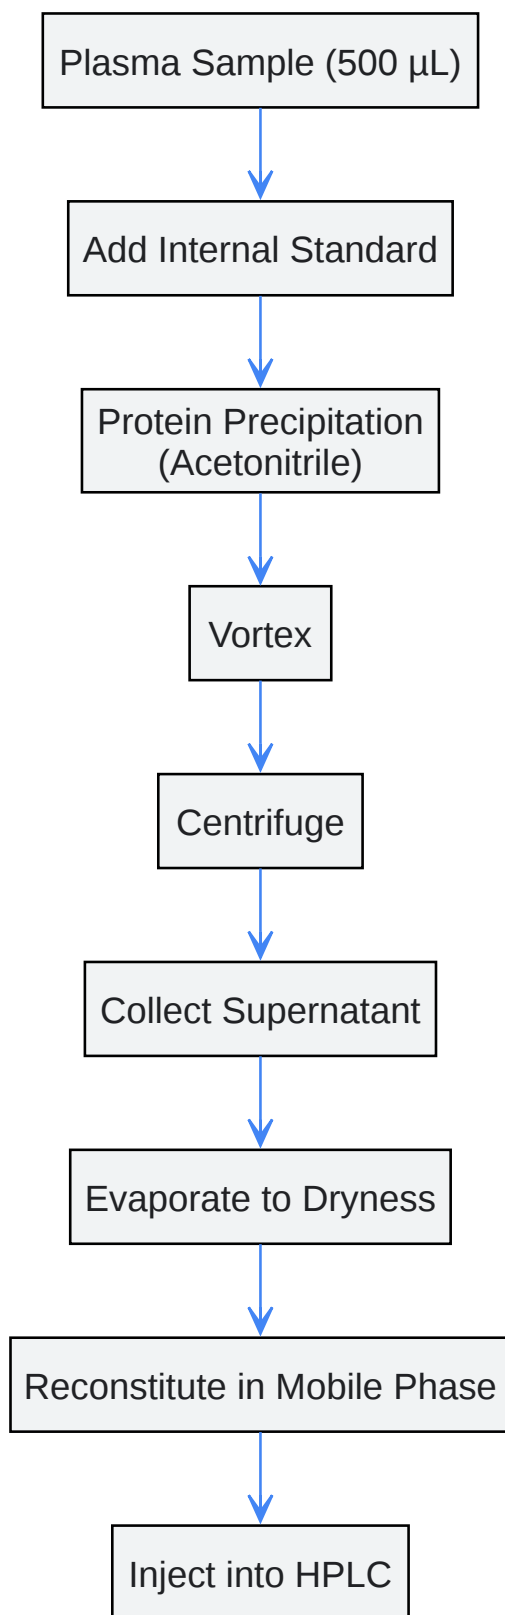 Plasma Sample (500 µL)
Add Internal Standard
Protein Precipitation
(Acetonitrile)
Vortex
Centrifuge
Collect Supernatant
Evaporate to Dryness
Reconstitute in Mobile Phase
Inject into HPLC